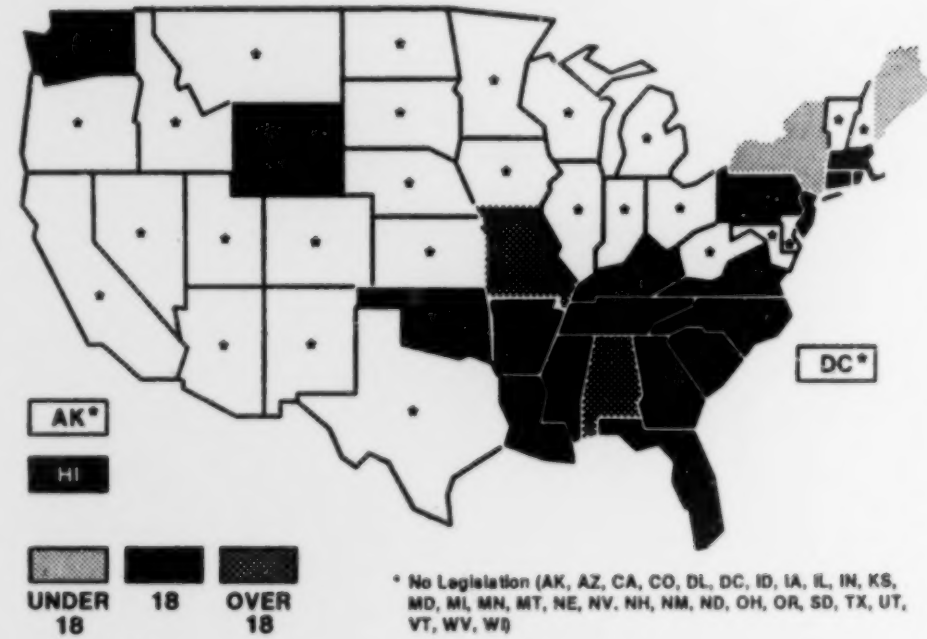 DC*
AK*
HI
UNDER 18
18
OVER 18
* No Legislation (AK, AZ, CA, CO, DL, DC, ID, IA, IL, IN, KS,
MD, MI, MN, MT, NE, NV, NH, NM, ND, OH, OR, SD, TX, UT,
VT, WV, WI)